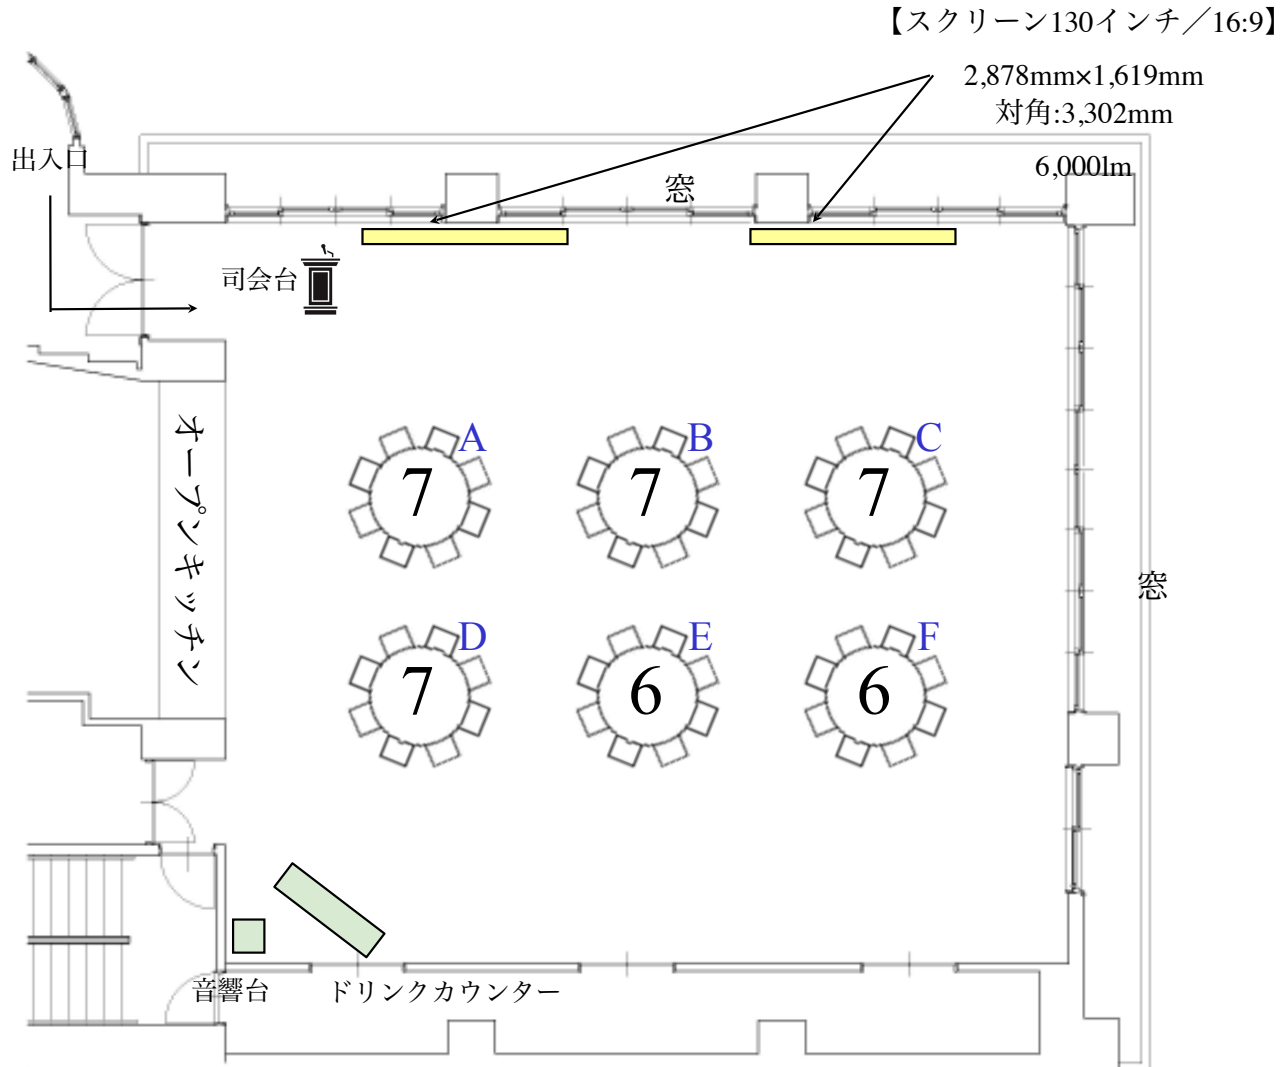 【スクリーン130インチ／16:9】
2,878mm×1,619mm
対角:3,302mm
6,000lm
出入口
窓
司会台
オープンキッチン
A
7
B
7
C
7
窓
D
7
E
6
F
6
音響台
ドリンクカウンター